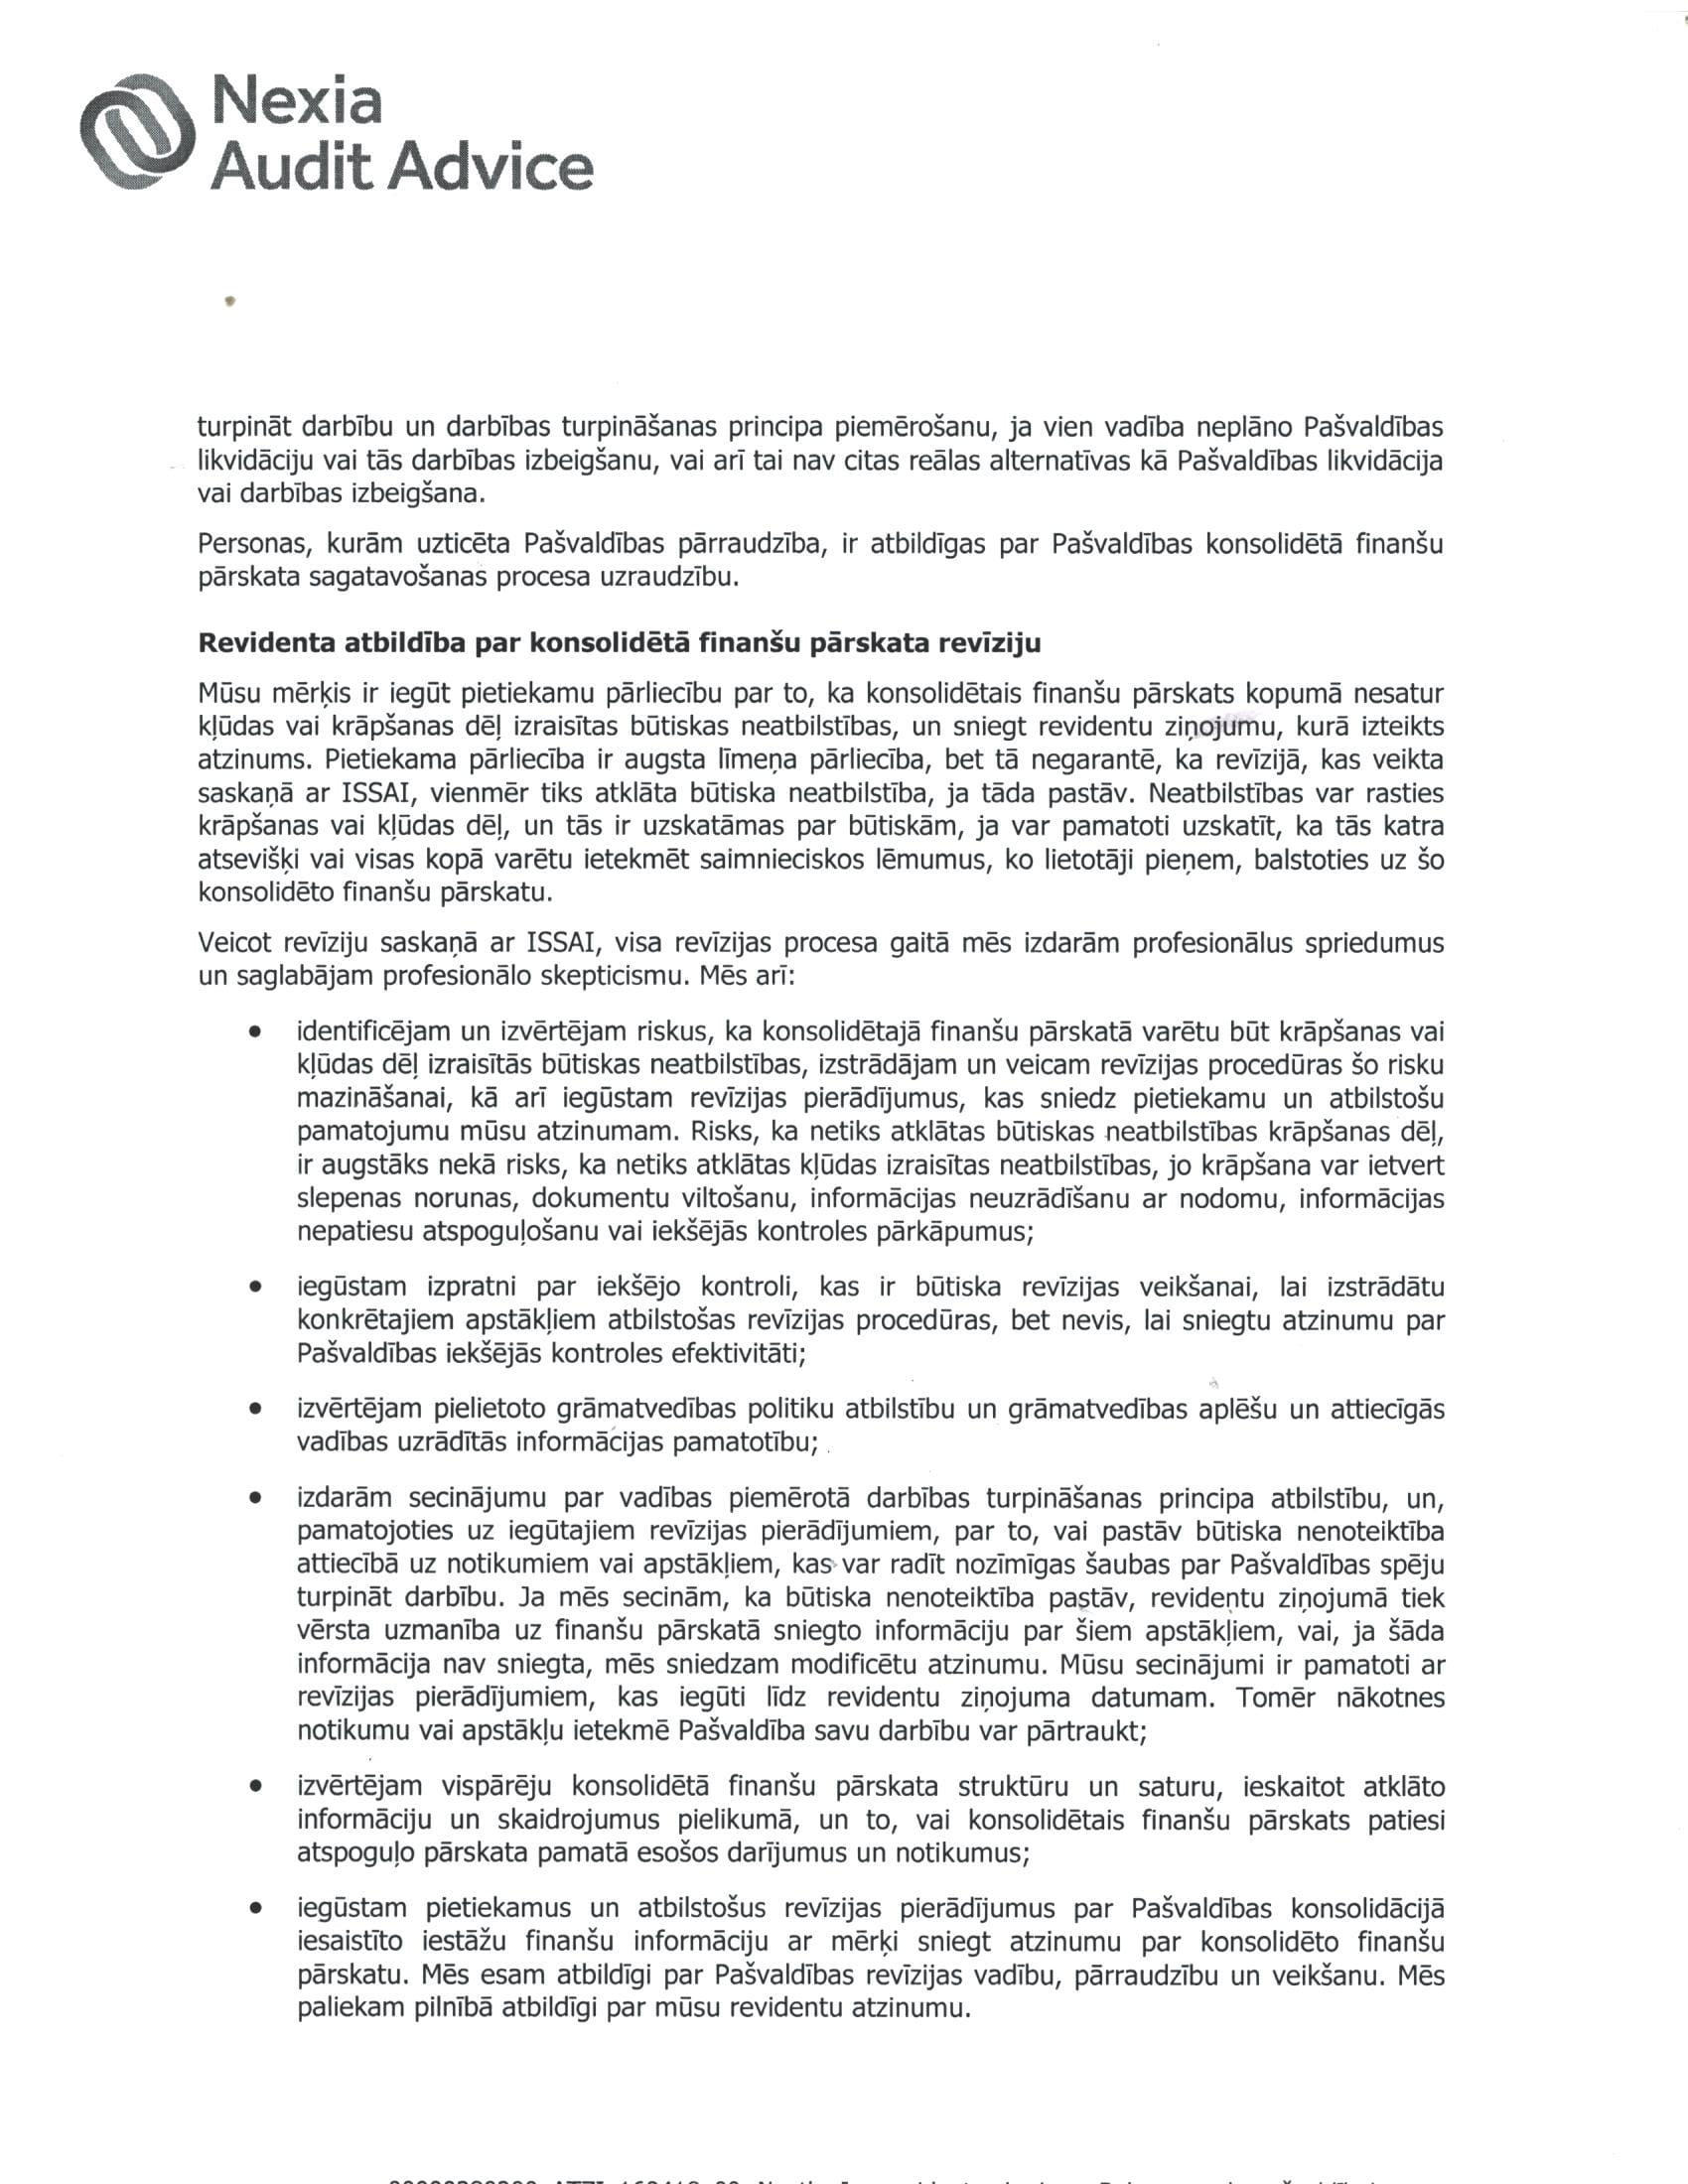 Nexia
Audit Advice
turpināt darbību un darbības turpināšanas principa piemērošanu, ja vien vadība neplāno Pašvaldības
likvidāciju vai tās darbības izbeigšanu, vai arī tai nav citas reālas alternatīvas kā Pašvaldības likvidācija
vai darbības izbeigšana.
Personas, kurām uzticēta Pašvaldības pārraudzība, ir atbildīgas par Pašvaldības konsolidētā finanšu
pārskata sagatavošanas procesa uzraudzību.
Revidenta atbildība par konsolidētā finanšu pārskata revīziju
Mūsu mērķis ir iegūt pietiekamu pārliecību par to, ka konsolidētais finanšu pārskats kopumā nesatur
kļūdas vai krāpšanas dēļ izraisītas būtiskas neatbilstības, un sniegt revidentu ziņojumu, kurā izteikts
atzinums. Pietiekama pārliecība ir augsta līmeņa pārliecība, bet tā negarantē, ka revīzijā, kas veikta
saskaņā ar ISSAI, vienmēr tiks atklāta būtiska neatbilstība, ja tāda pastāv. Neatbilstības var rasties
krāpšanas vai kļūdas dēļ, un tās ir uzskatāmas par būtiskām, ja var pamatoti uzskatīt, ka tās katra
atsevišķi vai visas kopā varētu ietekmēt saimnieciskos lēmumus, ko lietotāji pieņem, balstoties uz šo
konsolidēto finanšu pārskatu.
Veicot revīziju saskaņā ar ISSAI, visa revīzijas procesa gaitā mēs izdarām profesionālus spriedumus
un saglabājam profesionālo skepticismu. Mēs arī:
• identificējam un izvērtējam riskus, ka konsolidētajā finanšu pārskatā varētu būt krāpšanas vai
kļūdas dēļ izraisītās būtiskas neatbilstības, izstrādājam un veicam revīzijas procedūras šo risku
mazināšanai, kā arī iegūstam revīzijas pierādījumus, kas sniedz pietiekamu un atbilstošu
pamatojumu mūsu atzinumam. Risks, ka netiks atklātas būtiskas neatbilstības krāpšanas dēļ,
ir augstāks nekā risks, ka netiks atklātas kļūdas izraisītas neatbilstības, jo krāpšana var ietvert
slepenas norunas, dokumentu viltošanu, informācijas neuzrādīšanu ar nodomu, informācijas
nepatiesu atspoguļošanu vai iekšējās kontroles pārkāpumus;
• iegūstam izpratni par iekšējo kontroli, kas ir būtiska revīzijas veikšanai, lai izstrādātu
konkrētajiem apstākļiem atbilstošas revīzijas procedūras, bet nevis, lai sniegtu atzinumu par
Pašvaldības iekšējās kontroles efektivitāti;
• izvērtējam pielietoto grāmatvedības politiku atbilstību un grāmatvedības aplēšu un attiecīgās
vadības uzrādītās informācijas pamatotību;
• izdarām secinājumu par vadības piemērotā darbības turpināšanas principa atbilstību, un,
pamatojoties uz iegūtajiem revīzijas pierādījumiem, par to, vai pastāv būtiska nenoteiktība
attiecībā uz notikumiem vai apstākļiem, kas var radīt nozīmīgas šaubas par Pašvaldības spēju
turpināt darbību. Ja mēs secinām, ka būtiska nenoteiktība pastāv, revidentu ziņojumā tiek
vērsta uzmanība uz finanšu pārskatā sniegto informāciju par šiem apstākļiem, vai, ja šāda
informācija nav sniegta, mēs sniedzam modificētu atzinumu. Mūsu secinājumi ir pamatoti ar
revīzijas pierādījumiem, kas iegūti līdz revidentu ziņojuma datumam. Tomēr nākotnes
notikumu vai apstākļu ietekmē Pašvaldība savu darbību var pārtraukt;
• izvērtējam vispārēju konsolidētā finanšu pārskata struktūru un saturu, ieskaitot atklāto
informāciju un skaidrojumus pielikumā, un to, vai konsolidētais finanšu pārskats patiesi
atspoguļo pārskata pamatā esošos darījumus un notikumus;
• iegūstam pietiekamus un atbilstošus revīzijas pierādījumus par Pašvaldības konsolidācijā
iesaistīto iestāžu finanšu informāciju ar mērķi sniegt atzinumu par konsolidēto finanšu
pārskatu. Mēs esam atbildīgi par Pašvaldības revīzijas vadību, pārraudzību un veikšanu. Mēs
paliekam pilnībā atbildīgi par mūsu revidentu atzinumu.